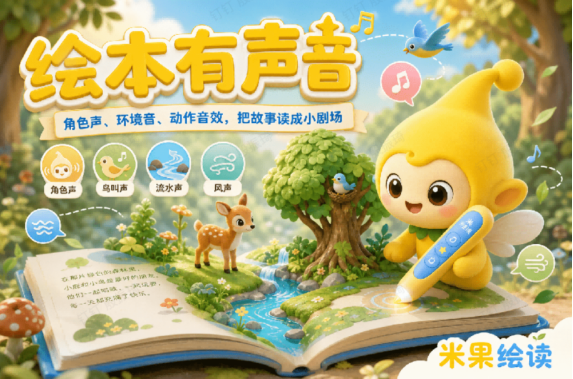 绘本有声音
角色声、环境音、动作音效，把故事读成小剧场
角色声
鸟叫声
流水声
风声
米果绘读